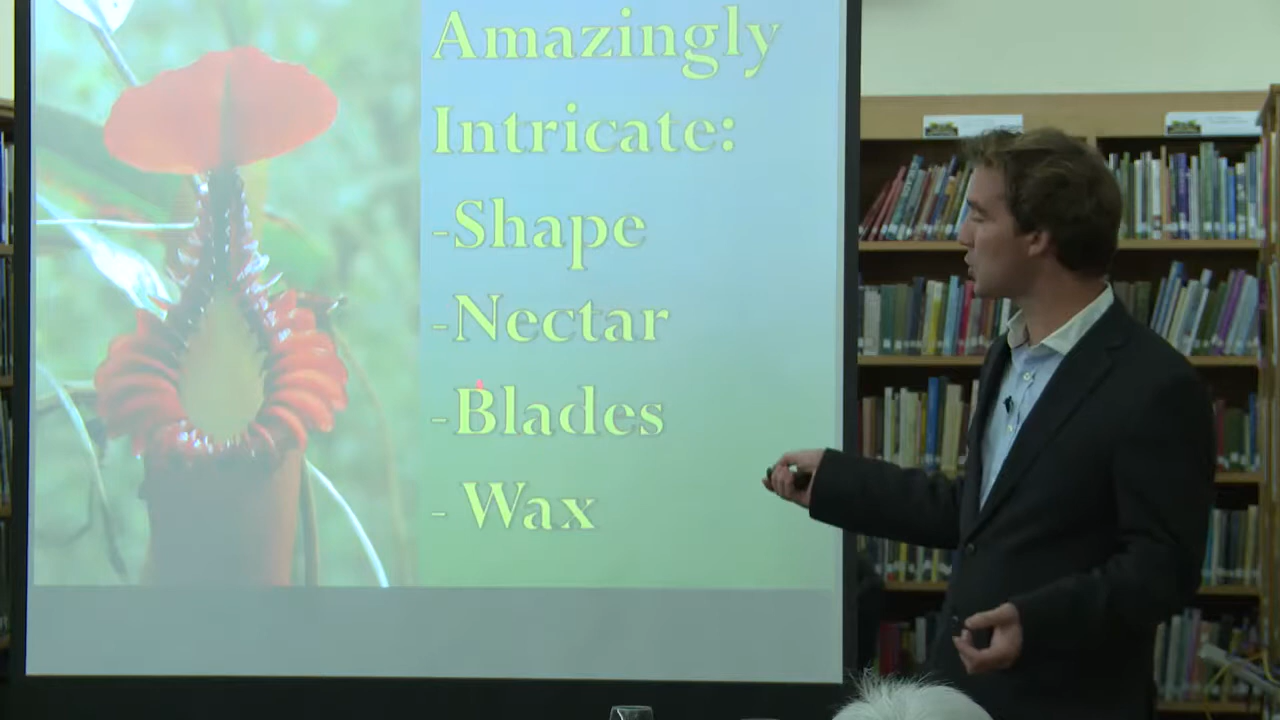 Amazingly
Intricate:
-Shape
-Nectar
-Blades
- Wax